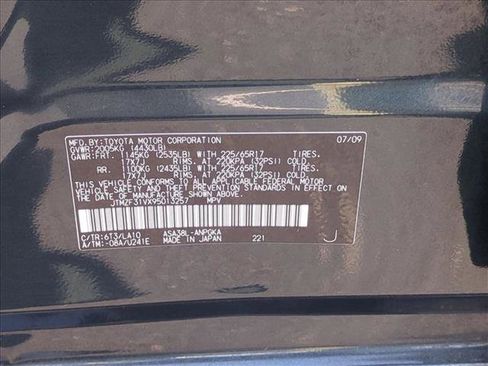 MFD.BY:TOYOTA MOTOR CORPORATION 07/09
GVWR:2005KG (4430LB)
GAWR:FRT. 1145KG (2535LB) WITH 225/65R17 TIRES.
17X7J RIMS. AT 220KPA (32PSI) COLD.
RR. 1100KG (2435LB) WITH 225/65R17 TIRES.
17X7J RIMS. AT 220KPA (32PSI) COLD.
THIS VEHICLE CONFORMS TO ALL APPLICABLE FEDERAL MOTOR
VEHICLE SAFETY AND THEFT PREVENTION STANDARDS IN EFFECT ON
THE DATE OF MANUFACTURE SHOWN ABOVE.
JTMZF31VX95013257 MPV
C/TR:6T3/LA10 ASA38L-ANPGKA
A/TM:-08A/U241E MADE IN JAPAN 221 J